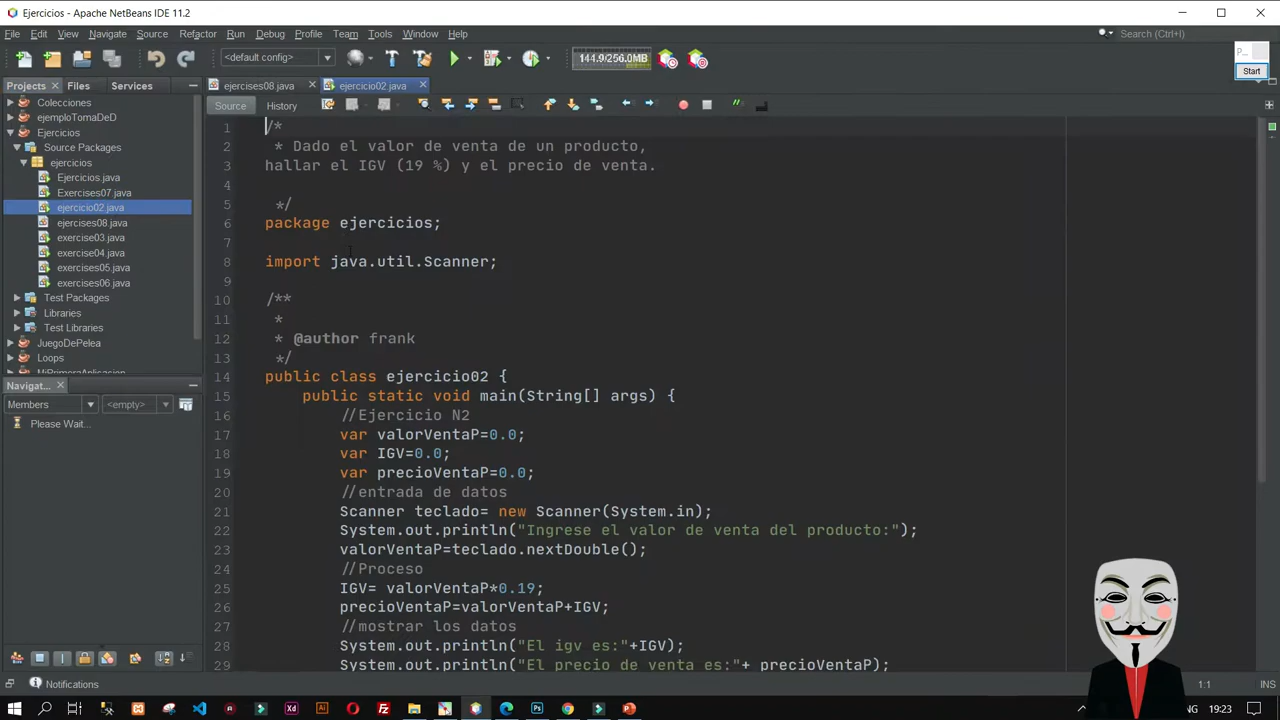 Ejercicios - Apache NetBeans IDE 11.2
File Edit View Navigate Source Refactor Run Debug Profile Team Tools Window Help
Search (Ctrl+I)
<default config>
144.9/256.0MB
P...
Start
Projects Files Services
ejercises08.java ejercicio02.java
Source History
Colecciones
ejemploTomaDeD
Ejercicios
Source Packages
ejercicios
Ejercicios.java
Exercises07.java
ejercicio02.java
ejercises08.java
exercise03.java
exercise04.java
exercises05.java
exercises06.java
Test Packages
Libraries
Test Libraries
JuegoDePelea
Loops
MiPrimeraAplisasion
Navigat...
Members <empty>
Please Wait...
1 /*
2 * Dado el valor de venta de un producto,
3 hallar el IGV (19 %) y el precio de venta.
4
5 */
6 package ejercicios;
7
8 import java.util.Scanner;
9
10 /**
11 *
12 * @author frank
13 */
14 public class ejercicio02 {
15 public static void main(String[] args) {
16 //Ejercicio N2
17 var valorVentaP=0.0;
18 var IGV=0.0;
19 var precioVentaP=0.0;
20 //entrada de datos
21 Scanner teclado= new Scanner(System.in);
22 System.out.println("Ingrese el valor de venta del producto:");
23 valorVentaP=teclado.nextDouble();
24 //Proceso
25 IGV= valorVentaP*0.19;
26 precioVentaP=valorVentaP+IGV;
27 //mostrar los datos
28 System.out.println("El igv es:"+IGV);
29 System.out.println("El precio de venta es:"+ precioVentaP);
Notifications
1:1
INS
ENG
19:23